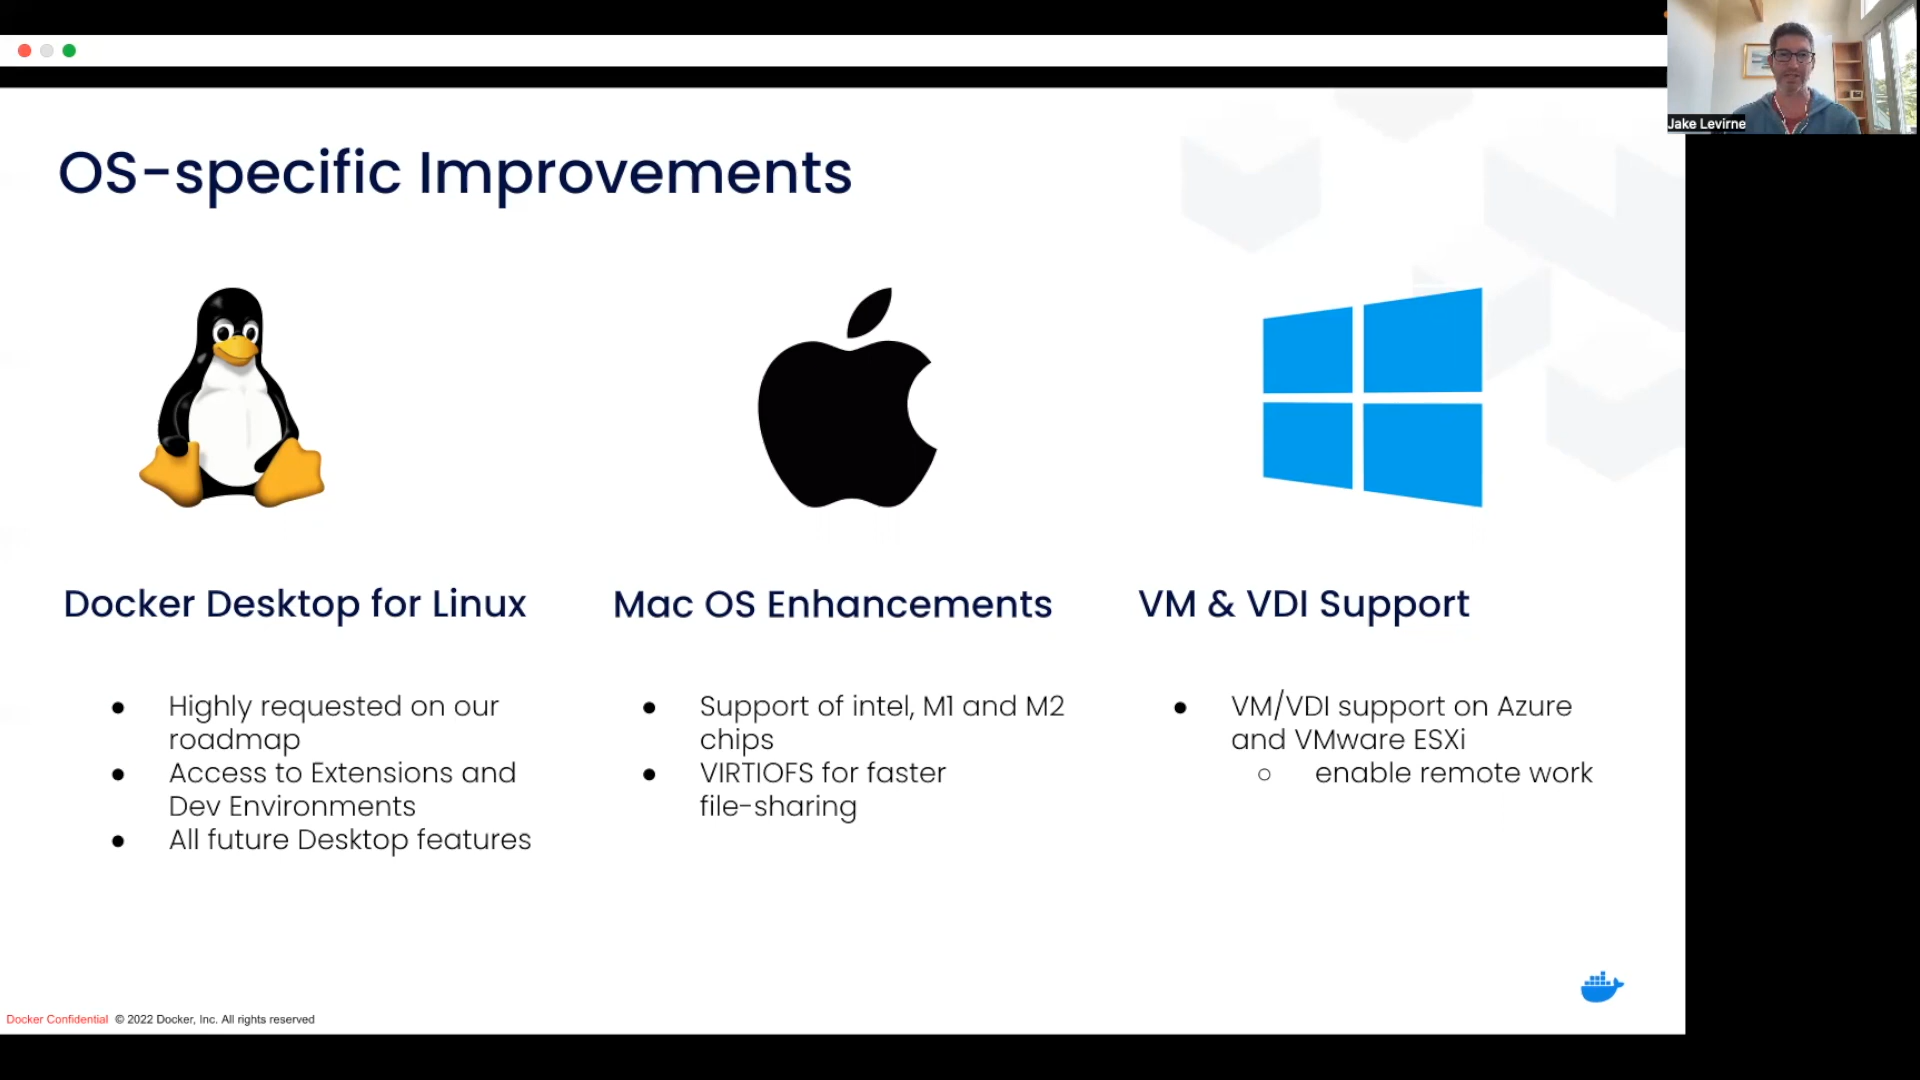 Jake Levirne
OS-specific Improvements
Docker Desktop for Linux
● Highly requested on our
roadmap
● Access to Extensions and
Dev Environments
● All future Desktop features
Mac OS Enhancements
● Support of intel, M1 and M2
chips
● VIRTIOFS for faster
file-sharing
VM & VDI Support
● VM/VDI support on Azure
and VMware ESXi
○ enable remote work
Docker Confidential © 2022 Docker, Inc. All rights reserved